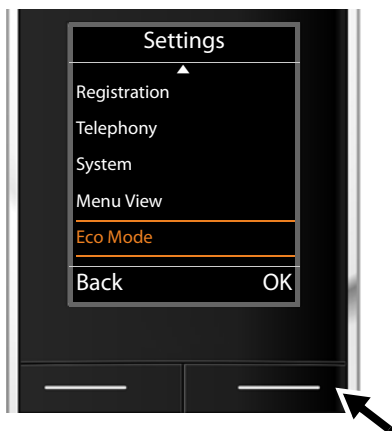 Settings
Registration
Telephony
System
Menu View
Eco Mode
Back OK